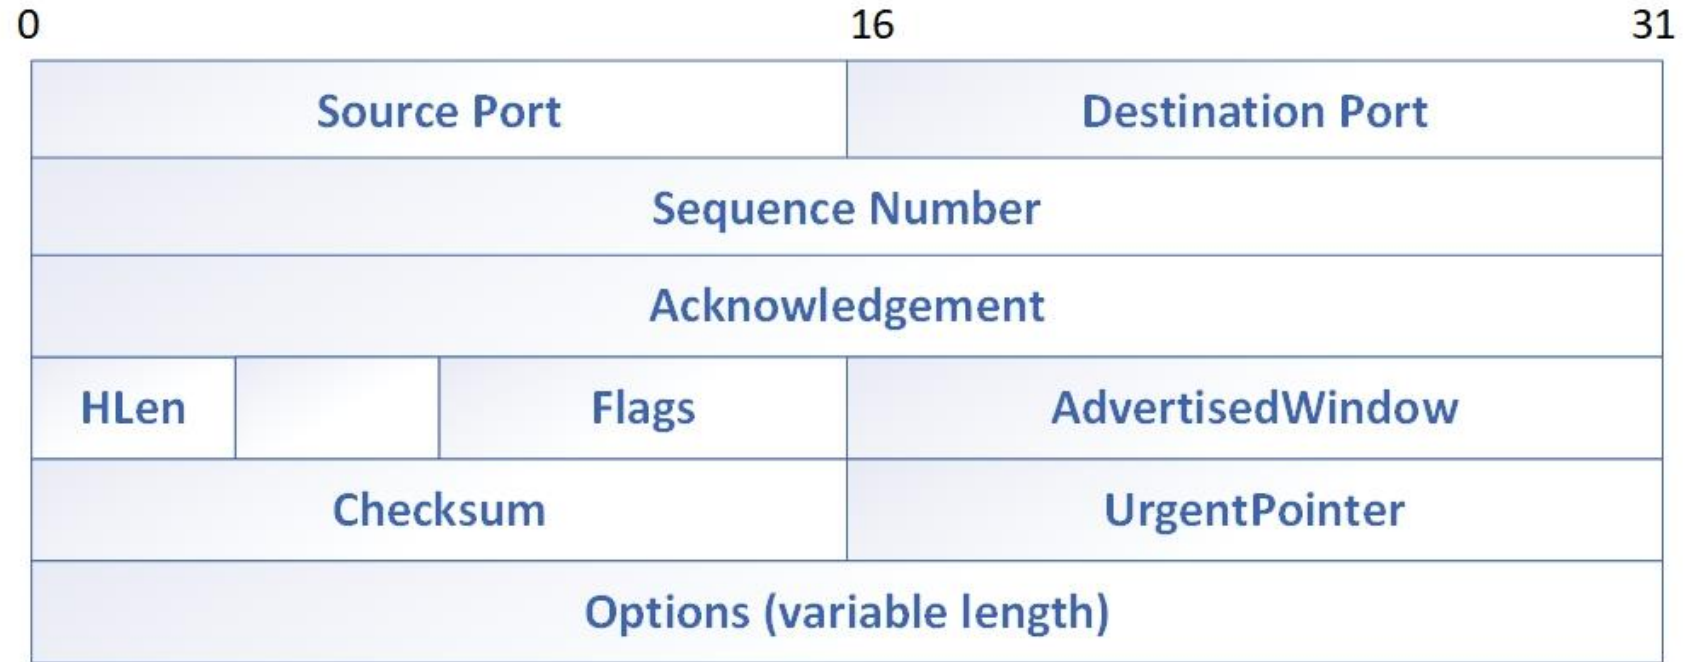 0 16 31
Source Port Destination Port
Sequence Number
Acknowledgement
HLen Flags AdvertisedWindow
Checksum UrgentPointer
Options (variable length)